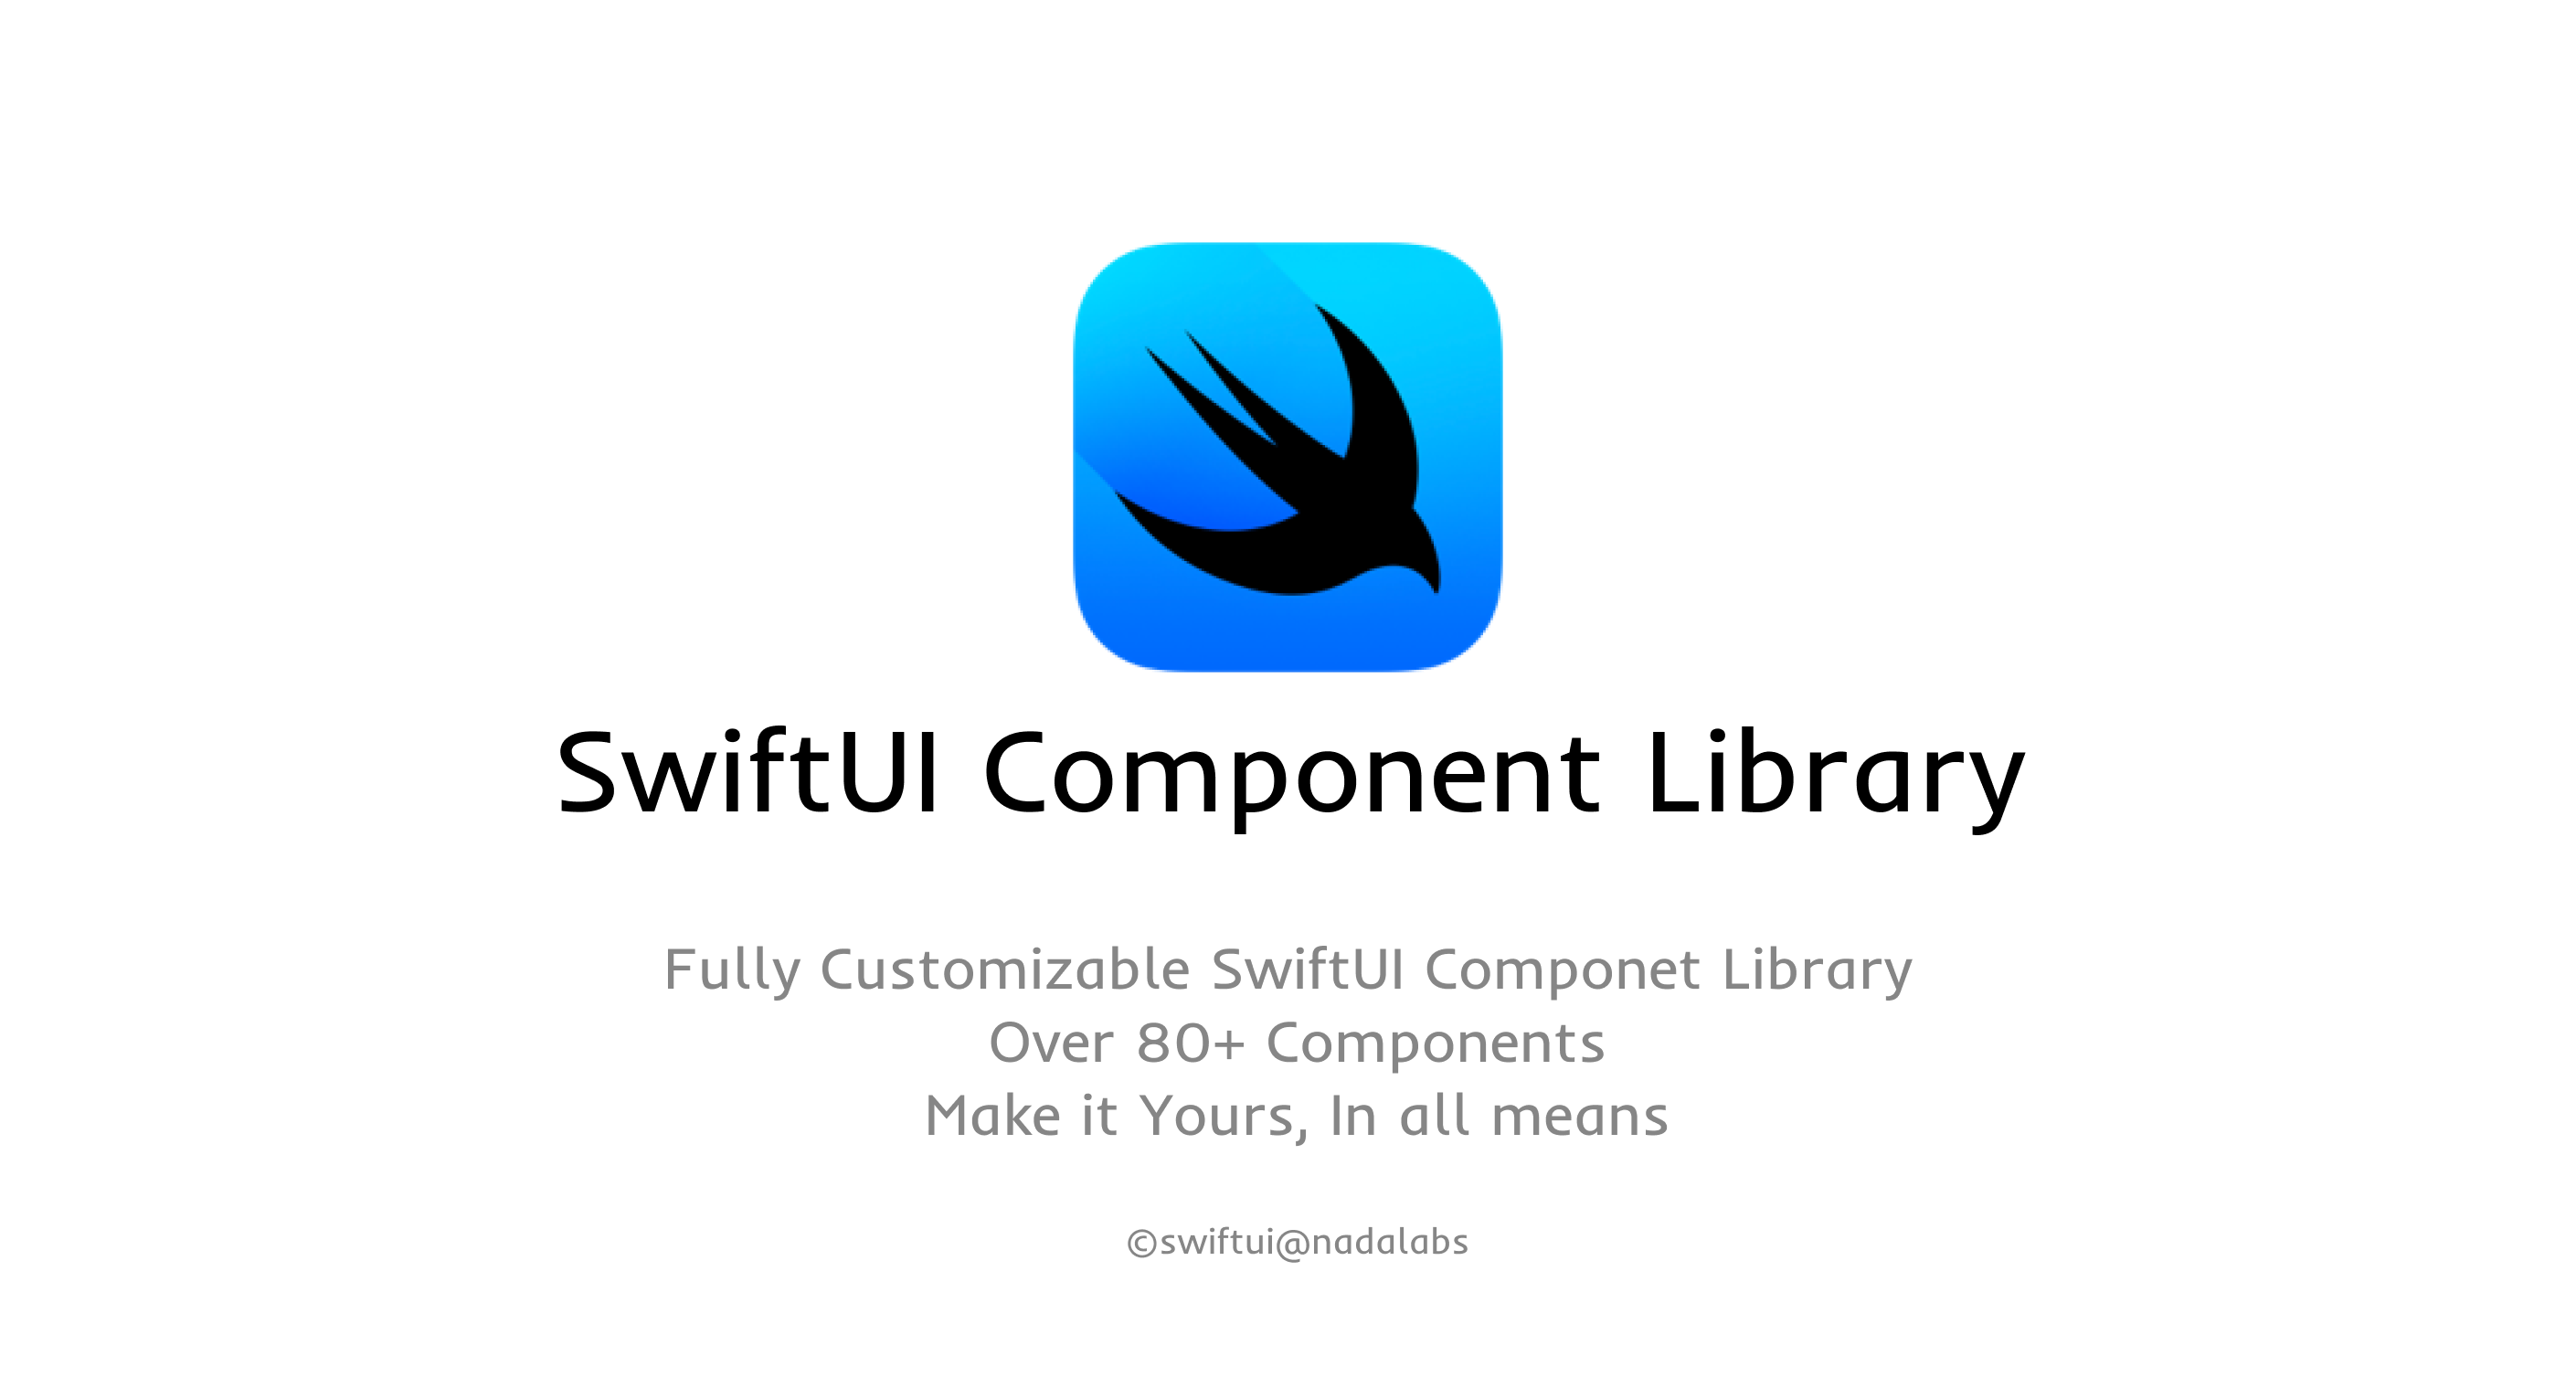 SwiftUI Component Library
Fully Customizable SwiftUI Componet Library
Over 80+ Components
Make it Yours, In all means
©swiftui@nadalabs